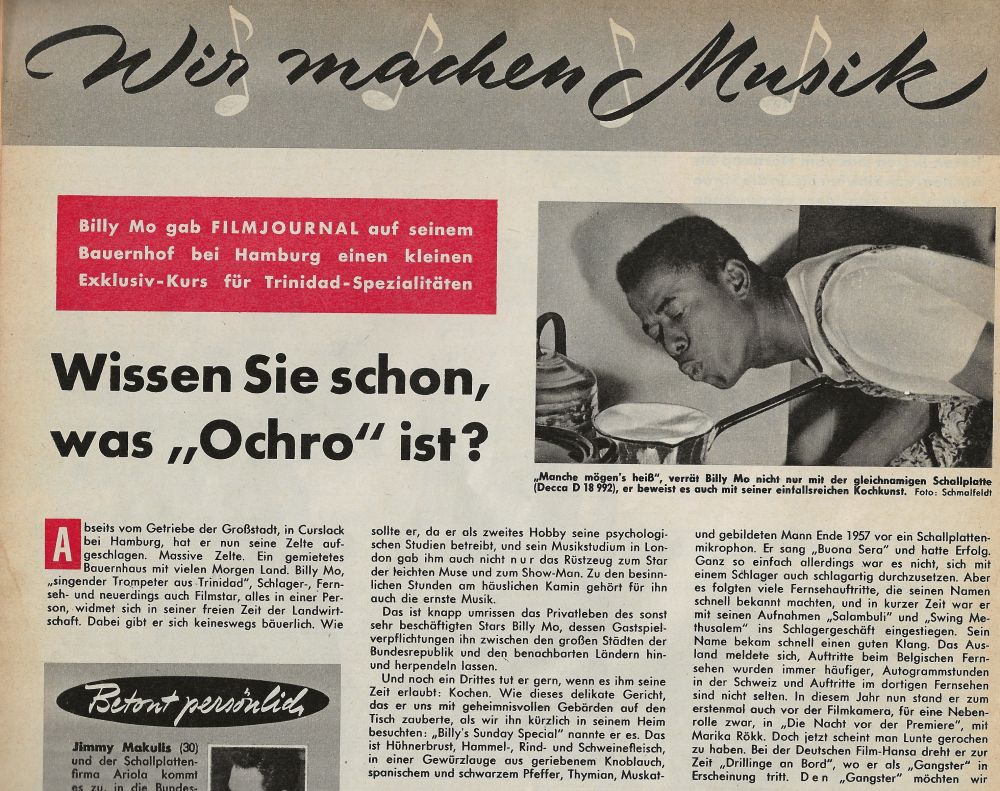 Wir machen Musik
Billy Mo gab FILMJOURNAL auf seinem
Bauernhof bei Hamburg einen kleinen
Exklusiv-Kurs für Trinidad-Spezialitäten
Wissen Sie schon,
was „Ochro“ ist?
„Manche mögen's heiß“, verrät Billy Mo nicht nur mit der gleichnamigen Schallplatte
(Decca D 18 992), er beweist es auch mit seiner einfallsreichen Kochkunst. Foto: Schmalfeldt
Abseits vom Getriebe der Großstadt, in Curslack
bei Hamburg, hat er nun seine Zelte auf-
geschlagen. Massive Zelte. Ein gemietetes
Bauernhaus mit vielen Morgen Land. Billy Mo,
„singender Trompeter aus Trinidad“, Schlager-, Fern-
seh- und neuerdings auch Filmstar, alles in einer Per-
son, widmet sich in seiner freien Zeit der Landwirt-
schaft. Dabei gibt er sich keineswegs bäuerlich. Wie
sollte er, da er als zweites Hobby seine psychologi-
schen Studien betreibt, und sein Musikstudium in Lon-
don gab ihm auch nicht nur das Rüstzeug zum Star
der leichten Muse und zum Show-Man. Zu den besinn-
lichen Stunden am häuslichen Kamin gehört für ihn
auch die ernste Musik.
Das ist knapp umrissen das Privatleben des sonst
sehr beschäftigten Stars Billy Mo, dessen Gastspiel-
verpflichtungen ihn zwischen den großen Städten der
Bundesrepublik und den benachbarten Ländern hin-
und herpendeln lassen.
Und noch ein Drittes tut er gern, wenn es ihm seine
Zeit erlaubt: Kochen. Wie dieses delikate Gericht,
das er uns mit geheimnisvollen Gebärden auf den
Tisch zauberte, als wir ihn kürzlich in seinem Heim
besuchten: „Billy's Sunday Special“ nannte er es. Das
ist Hühnerbrust, Hammel-, Rind- und Schweinefleisch,
in einer Gewürzlauge aus geriebenem Knoblauch,
spanischem und schwarzem Pfeffer, Thymian, Muskat-
und gebildeten Mann Ende 1957 vor ein Schallplatten-
mikrophon. Er sang „Buona Sera“ und hatte Erfolg.
Ganz so einfach allerdings war es nicht, sich mit
einem Schlager auch schlagartig durchzusetzen. Aber
es folgten viele Fernsehauftritte, die seinen Namen
schnell bekannt machten, und in kurzer Zeit war er
mit seinen Aufnahmen „Salambuli“ und „Swing Me-
thusalem“ ins Schlagergeschäft eingestiegen. Sein
Name bekam schnell einen guten Klang. Das Aus-
land meldete sich, Auftritte beim Belgischen Fern-
sehen wurden immer häufiger, Autogrammstunden
in der Schweiz und Auftritte im dortigen Fernsehen
sind nicht selten. In diesem Jahr nun stand er zum
erstenmal auch vor der Filmkamera, für eine Neben-
rolle zwar, in „Die Nacht vor der Premiere“, mit
Marika Rökk. Doch jetzt scheint man Lunte gerochen
zu haben. Bei der Deutschen Film-Hansa dreht er zur
Zeit „Drillinge an Bord“, wo er als „Gangster“ in
Erscheinung tritt. Den „Gangster“ möchten wir
Betont persönlich
Jimmy Makulis (30)
und der Schallplatten-
firma Ariola kommt
es zu, in die Bundes-